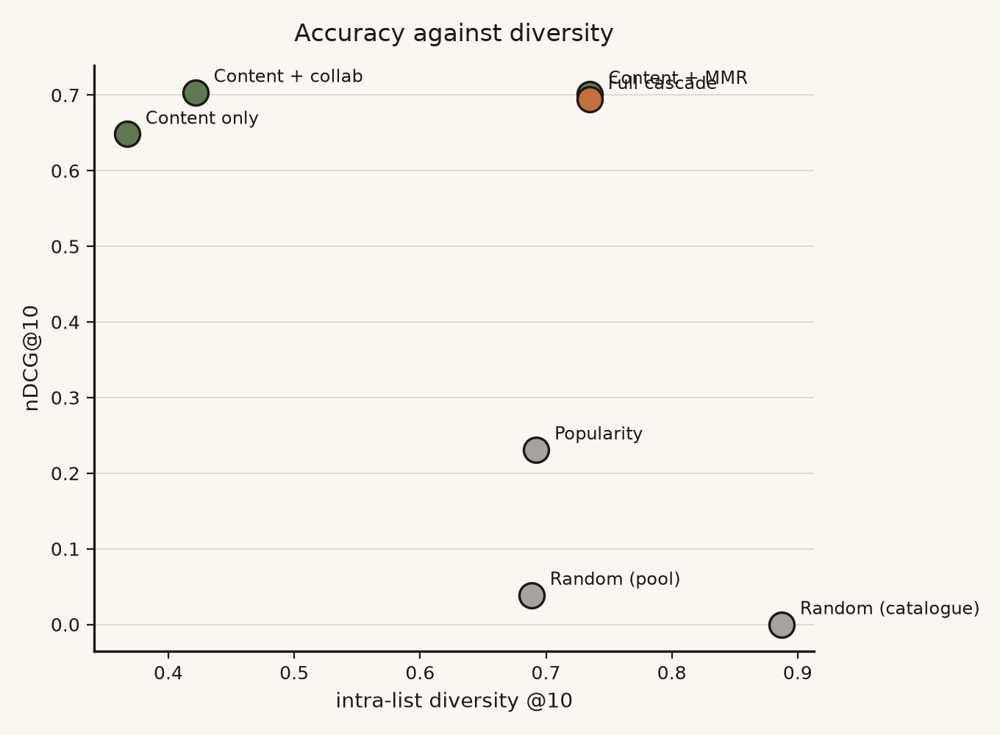 Accuracy against diversity
Content + collab
Content + MMR
Full cascade
Content only
Popularity
Random (pool)
Random (catalogue)
nDCG@10
0.7
0.6
0.5
0.4
0.3
0.2
0.1
0.0
0.4
0.5
0.6
0.7
0.8
0.9
intra-list diversity @10